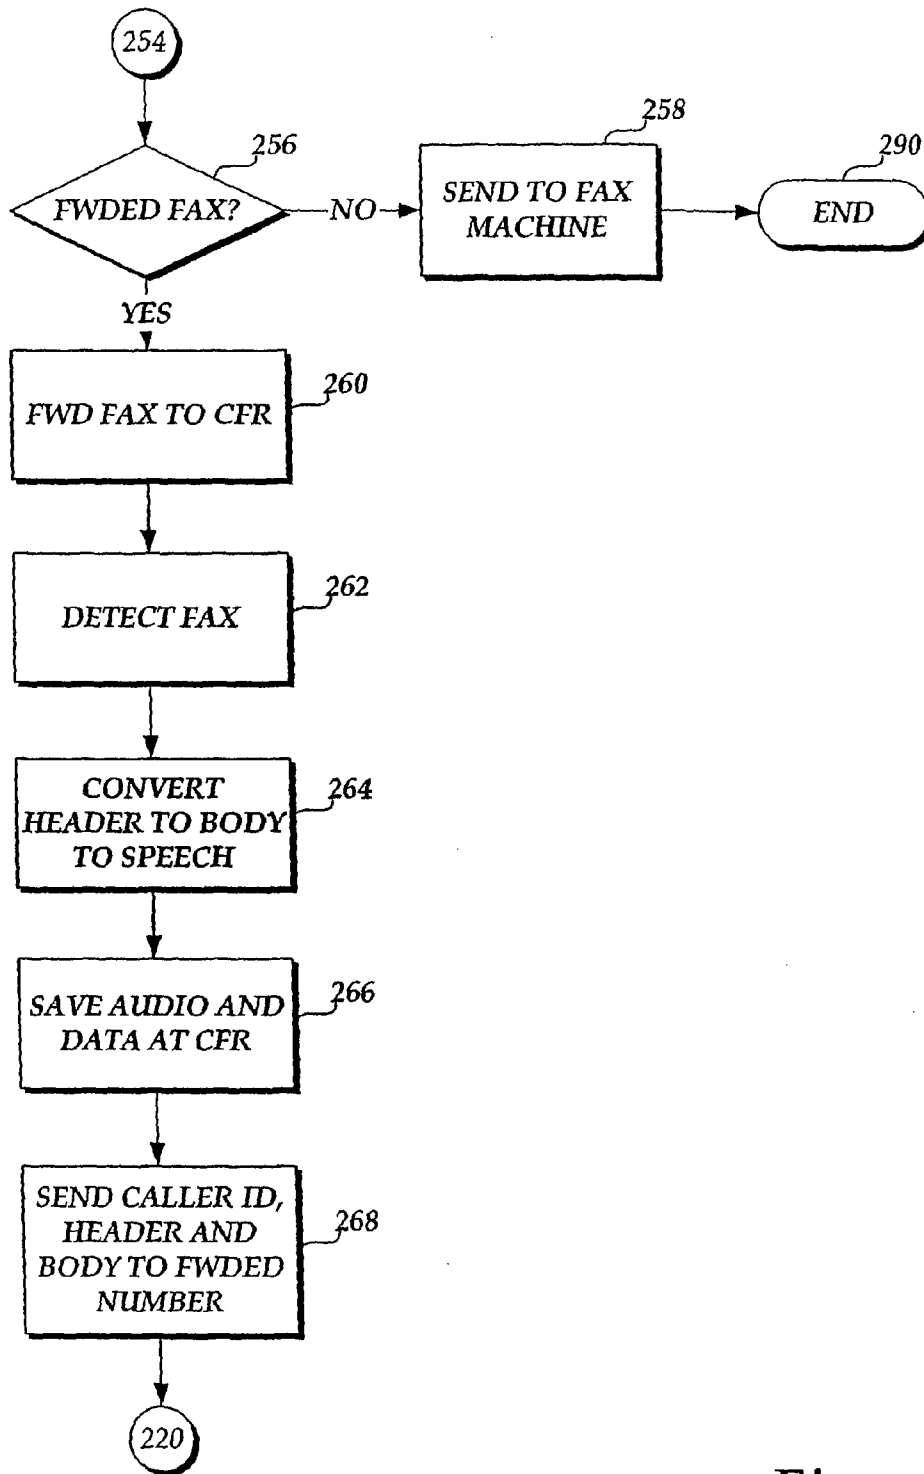 254
256
FWDED FAX?
NO
258
SEND TO FAX
MACHINE
290
END
YES
260
FWD FAX TO CFR
262
DETECT FAX
264
CONVERT
HEADER TO BODY
TO SPEECH
266
SAVE AUDIO AND
DATA AT CFR
268
SEND CALLER ID,
HEADER AND
BODY TO FWDED
NUMBER
220